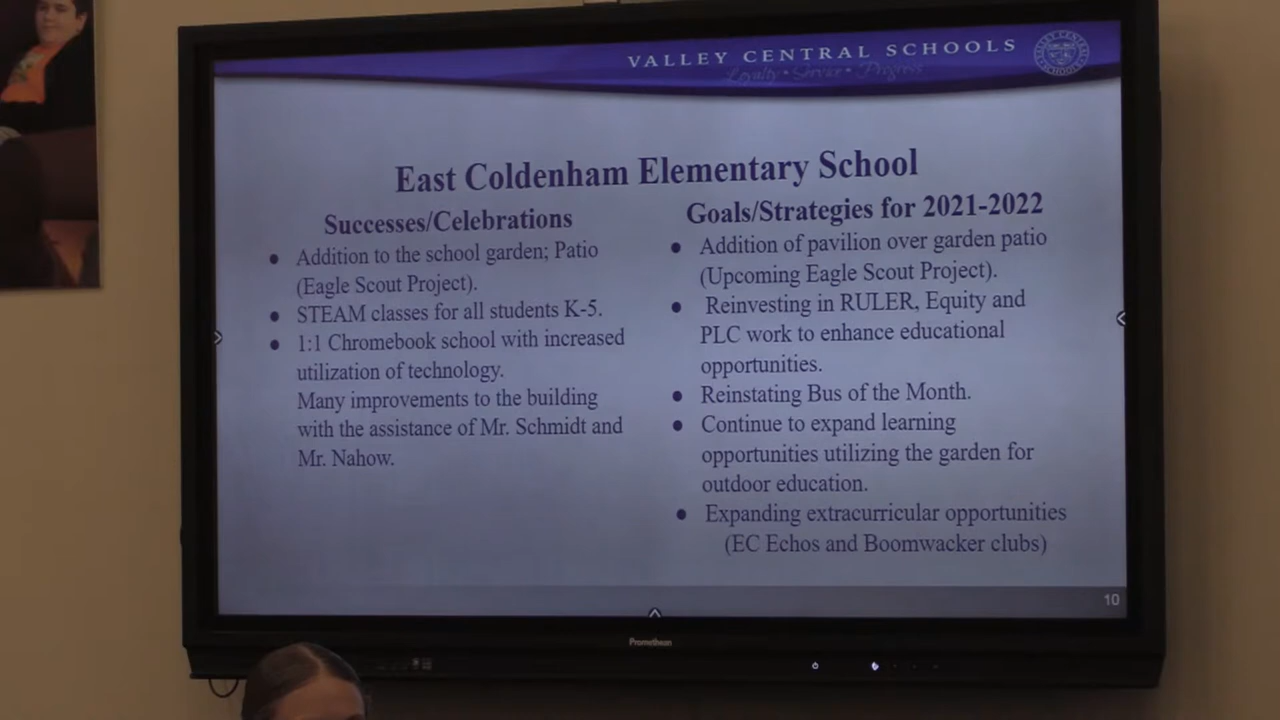 VALLEY CENTRAL SCHOOLS
Loyalty • Service • Progress
East Coldenham Elementary School
Successes/Celebrations
● Addition to the school garden; Patio
(Eagle Scout Project).
● STEAM classes for all students K-5.
● 1:1 Chromebook school with increased
utilization of technology.
Many improvements to the building
with the assistance of Mr. Schmidt and
Mr. Nahow.
Goals/Strategies for 2021-2022
● Addition of pavilion over garden patio
(Upcoming Eagle Scout Project).
● Reinvesting in RULER, Equity and
PLC work to enhance educational
opportunities.
● Reinstating Bus of the Month.
● Continue to expand learning
opportunities utilizing the garden for
outdoor education.
● Expanding extracurricular opportunities
(EC Echos and Boomwacker clubs)
10
Promethean